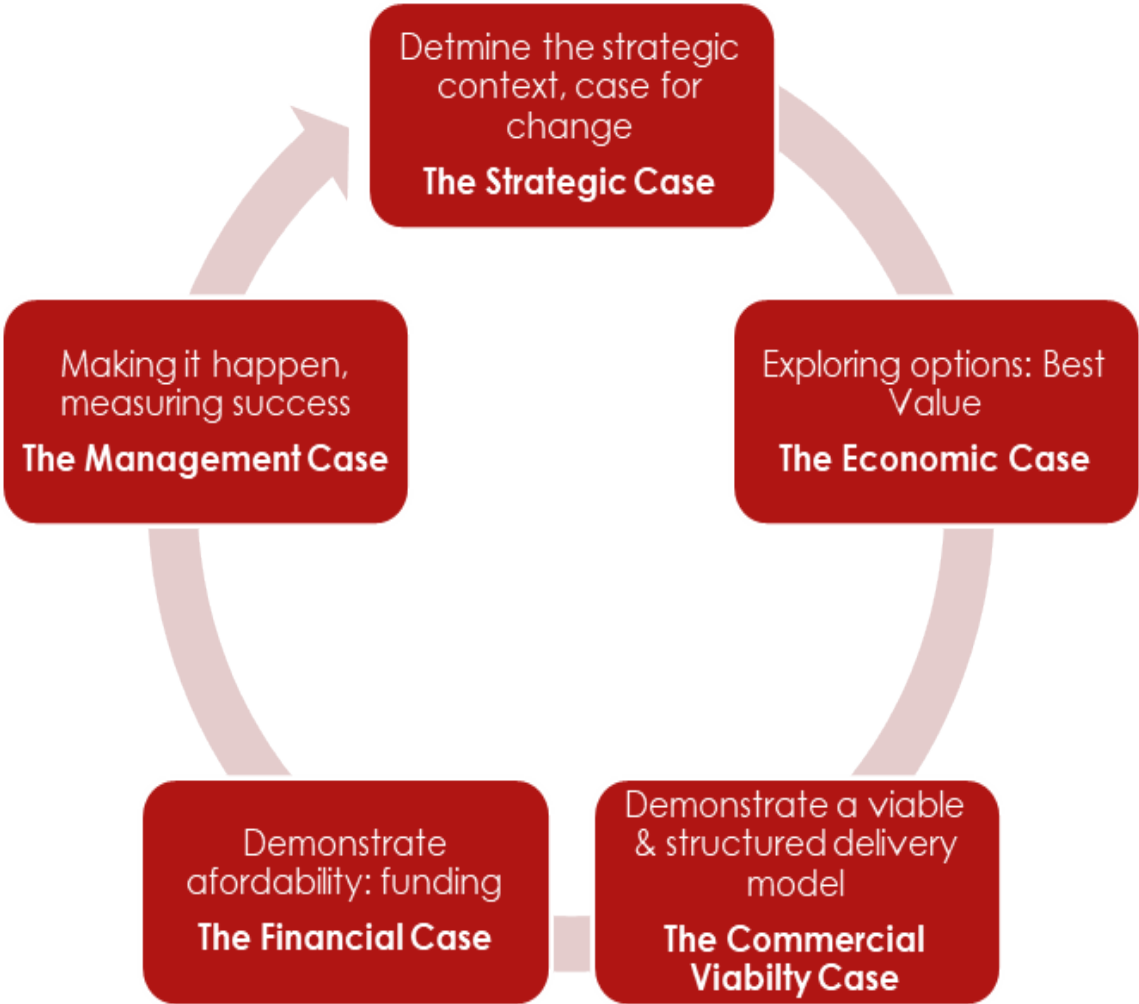 Detmine the strategic
context, case for
change
The Strategic Case
Exploring options: Best
Value
The Economic Case
Demonstrate a viable
& structured delivery
model
The Commercial
Viabilty Case
Demonstrate
afordability: funding
The Financial Case
Making it happen,
measuring success
The Management Case